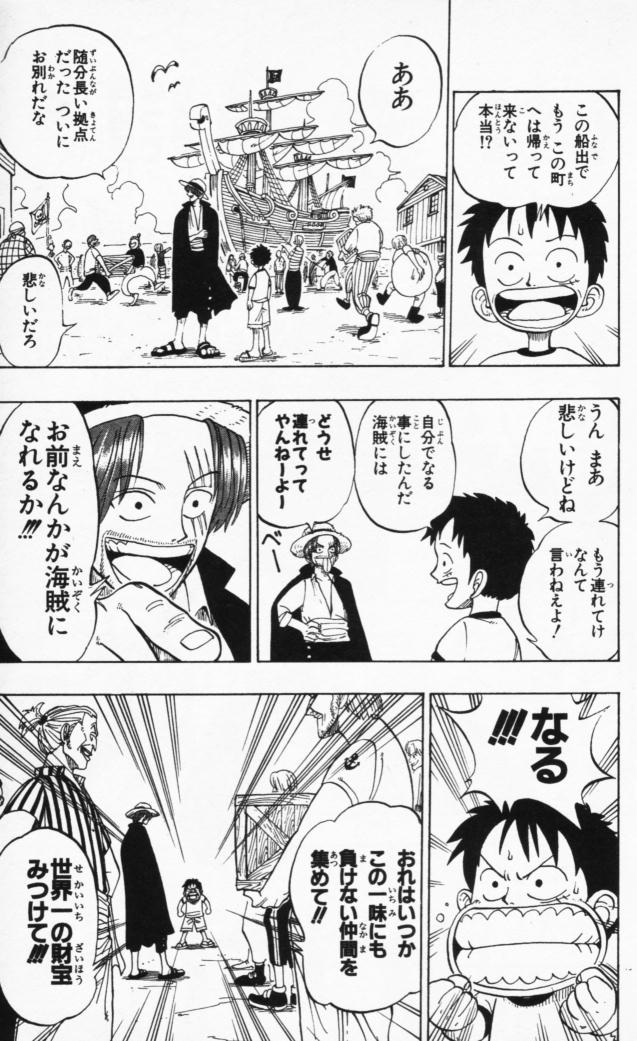 この船出で
もう この町
へは帰って
来ないって
本当!?
ああ
随分長い拠点
だった ついに
お別れだな
悲しいだろ
うん まあ
悲しいけどね
もう連れてけ
なんて
言わねえよ!
自分でなる
事にしたんだ
海賊には
どうせ
連れてって
やんねーよー
べー
お前なんかが海賊に
なれるか!!!
なる
!!!
おれはいつか
この一味にも
負けない仲間を
集めて!!
世界一の財宝
みつけて!!!